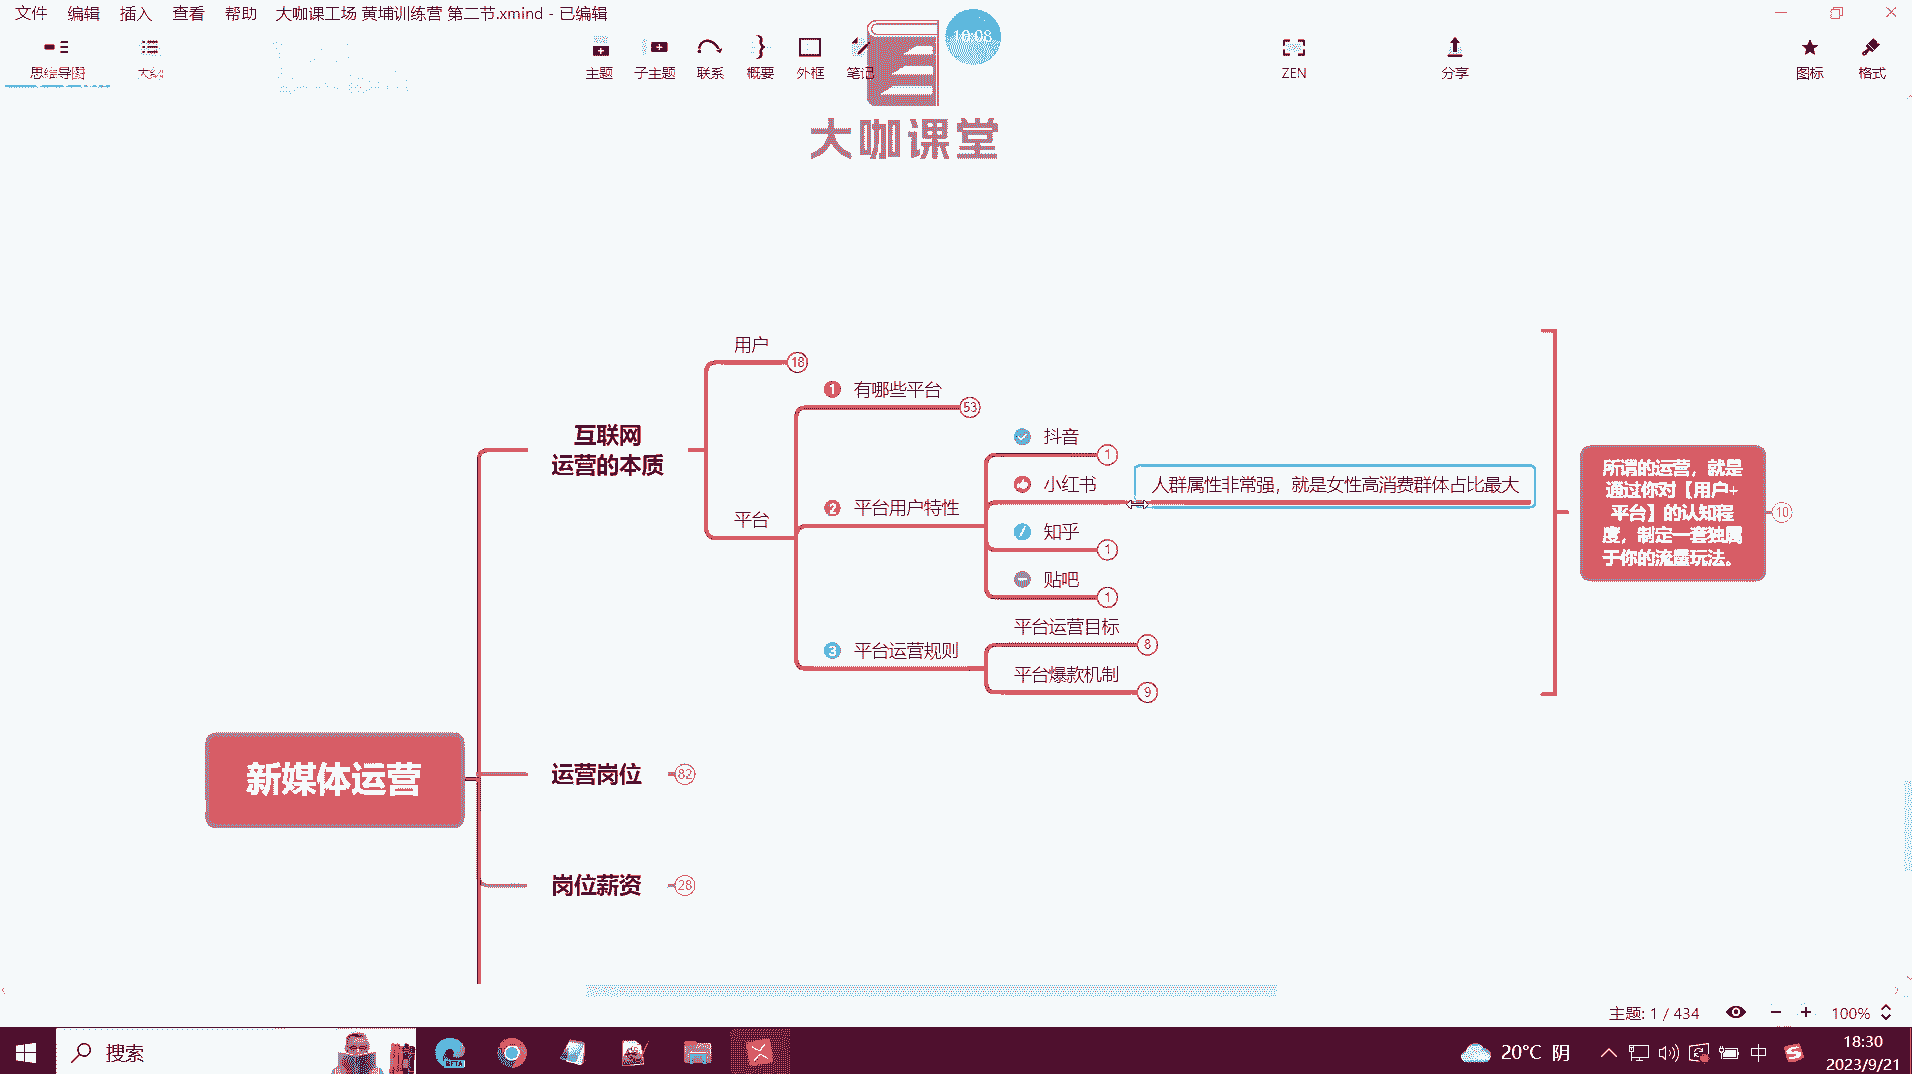 文件 编辑 插入 查看 帮助 大咖课工场 黄埔训练营 第二节.xmind - 已编辑
10:08
思维导图 大纲 主题 子主题 联系 概要 外框 笔记 ZEN 分享 图标 格式
大咖课堂
用户 18
1 有哪些平台 53
抖音 1
互联网
运营的本质
小红书 人群属性非常强，就是女性高消费群体占比最大
2 平台用户特性
平台
知乎 1
贴吧 1
平台运营目标 8
3 平台运营规则
平台爆款机制 9
所谓的运营，就是
通过你对【用户+
平台】的认知程
度，制定一套独属
于你的流量玩法。
10
新媒体运营
运营岗位 82
岗位薪资 28
主题: 1 / 434 100%
搜索
BETA
20°C 阴
中
18:30
2023/9/21